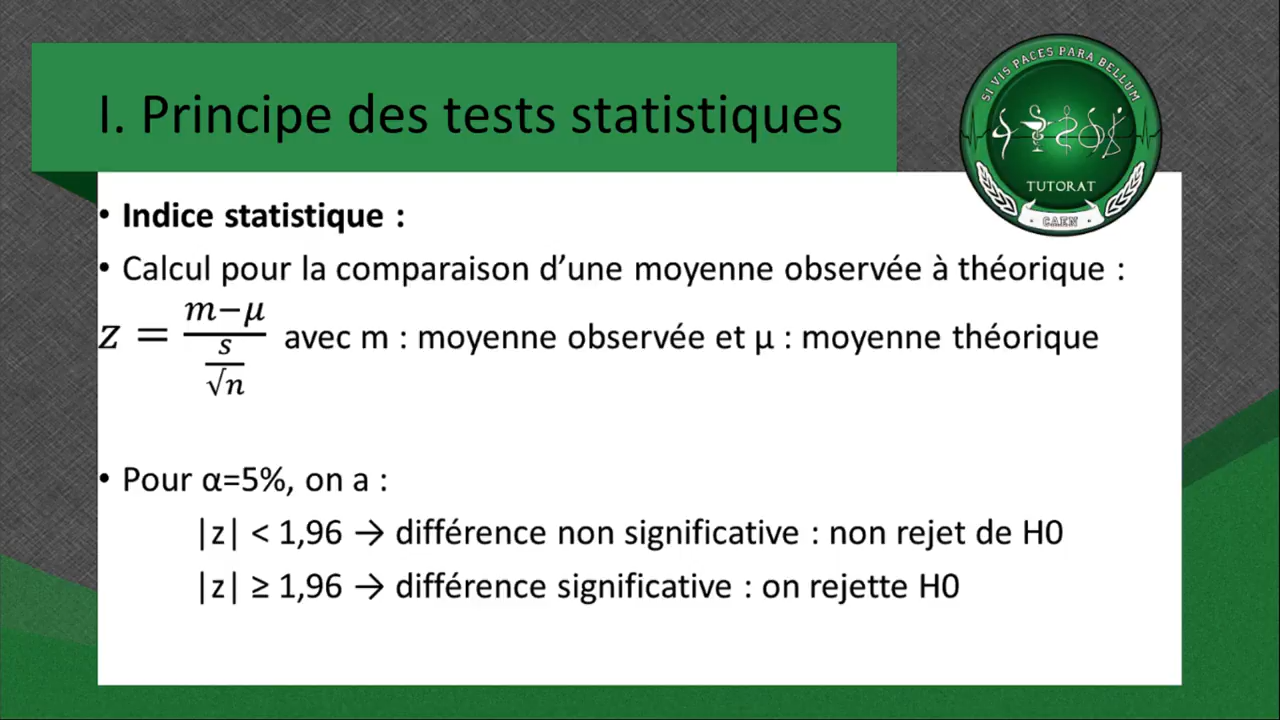 I. Principe des tests statistiques
SI VIS PACES PARA BELLUM
TUTORAT
CAEN
• Indice statistique :
• Calcul pour la comparaison d’une moyenne observée à théorique :
z = (m−μ)/(s/√n) avec m : moyenne observée et μ : moyenne théorique
• Pour α=5%, on a :
|z| < 1,96 → différence non significative : non rejet de H0
|z| ≥ 1,96 → différence significative : on rejette H0